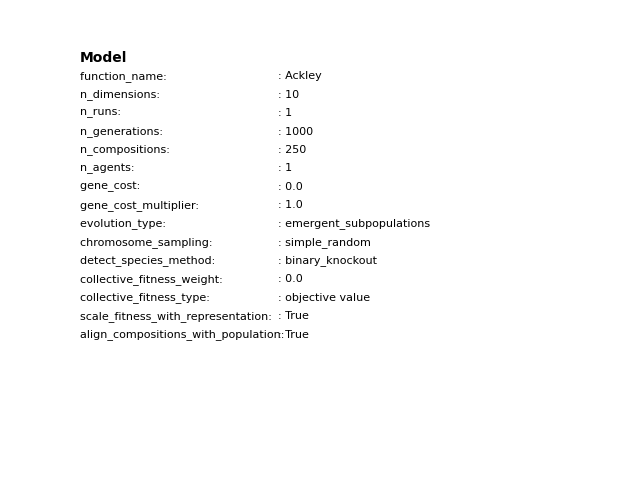 Model
function_name: : Ackley
n_dimensions: : 10
n_runs: : 1
n_generations: : 1000
n_compositions: : 250
n_agents: : 1
gene_cost: : 0.0
gene_cost_multiplier: : 1.0
evolution_type: : emergent_subpopulations
chromosome_sampling: : simple_random
detect_species_method: : binary_knockout
collective_fitness_weight: : 0.0
collective_fitness_type: : objective value
scale_fitness_with_representation: : True
align_compositions_with_population: : True